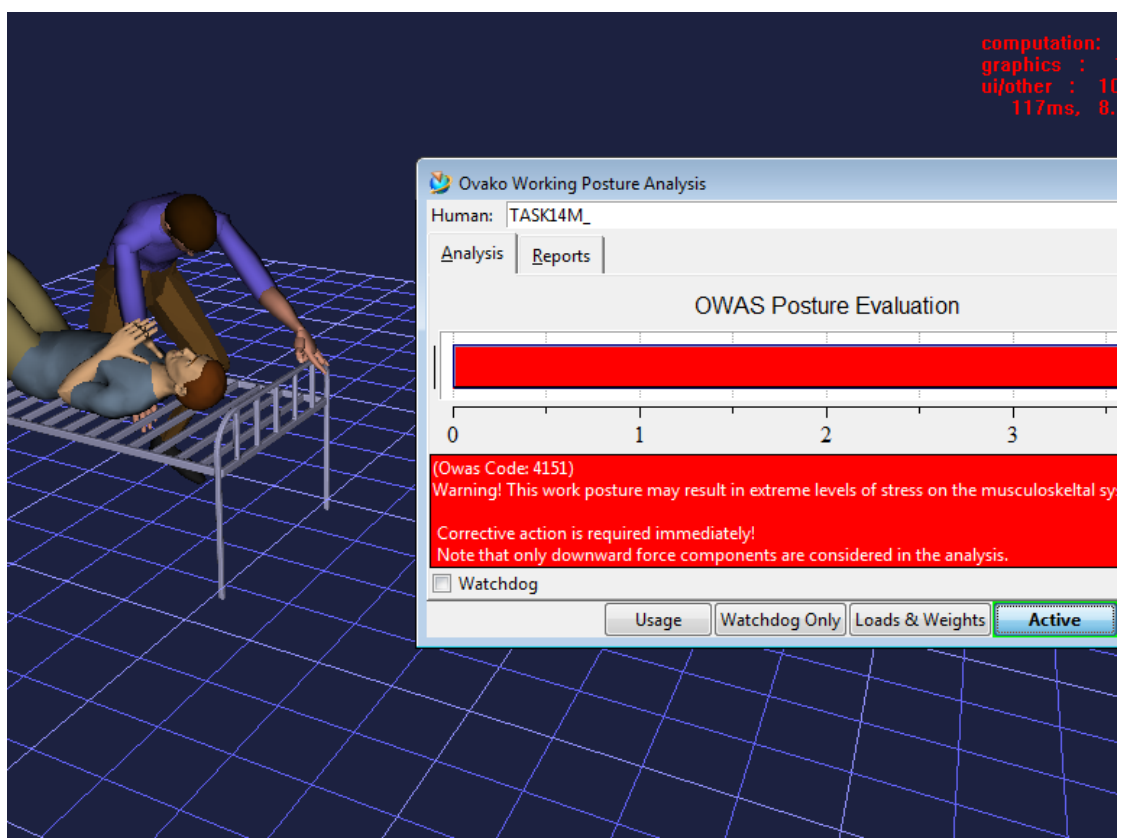 computation:
graphics :
ui/other : 10
117ms, 8.
Ovako Working Posture Analysis
Human: TASK14M_
Analysis Reports
OWAS Posture Evaluation
0 1 2 3
(Owas Code: 4151)
Warning! This work posture may result in extreme levels of stress on the musculoskeltal sy
Corrective action is required immediately!
Note that only downward force components are considered in the analysis.
Watchdog
Usage Watchdog Only Loads & Weights Active